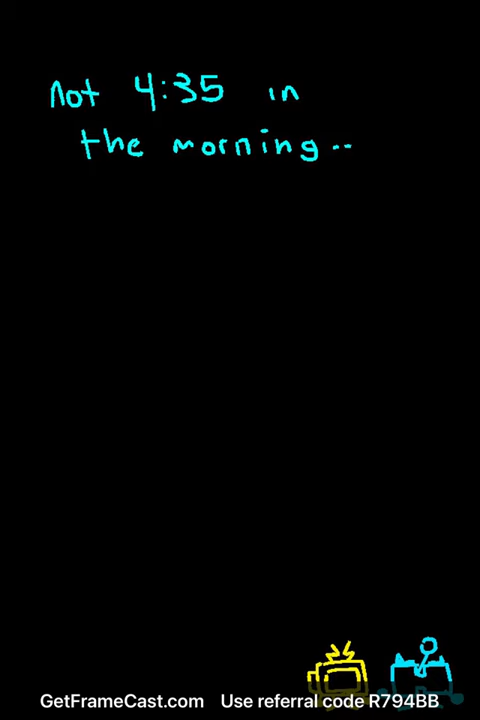 not 4:35 in
the morning..
GetFrameCast.com Use referral code R794BB